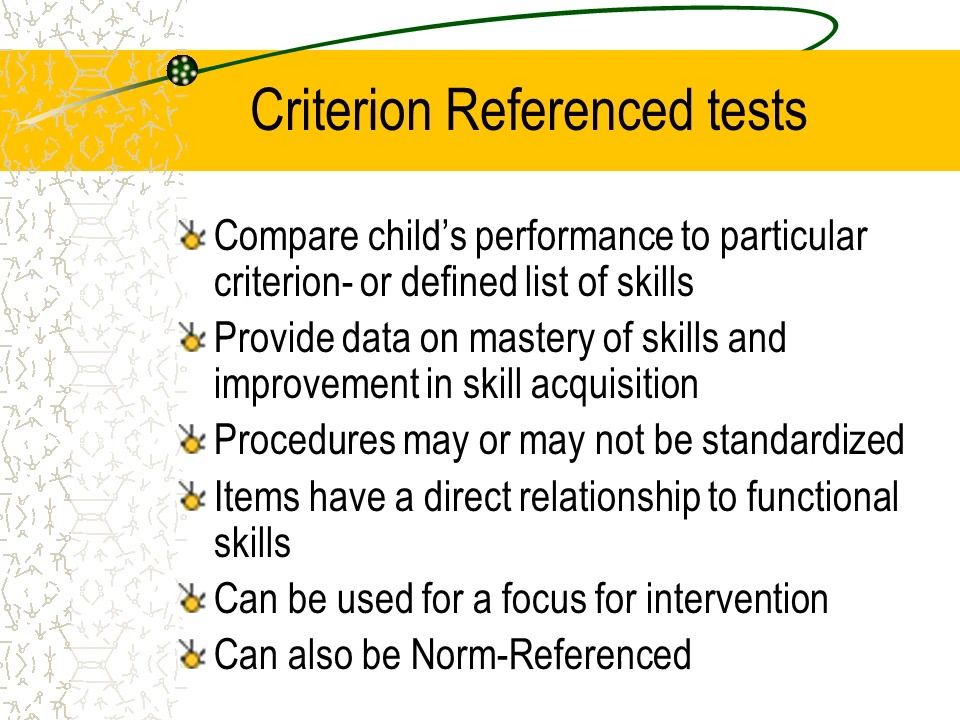 Criterion Referenced tests
Compare child’s performance to particular
criterion- or defined list of skills
Provide data on mastery of skills and
improvement in skill acquisition
Procedures may or may not be standardized
Items have a direct relationship to functional
skills
Can be used for a focus for intervention
Can also be Norm-Referenced